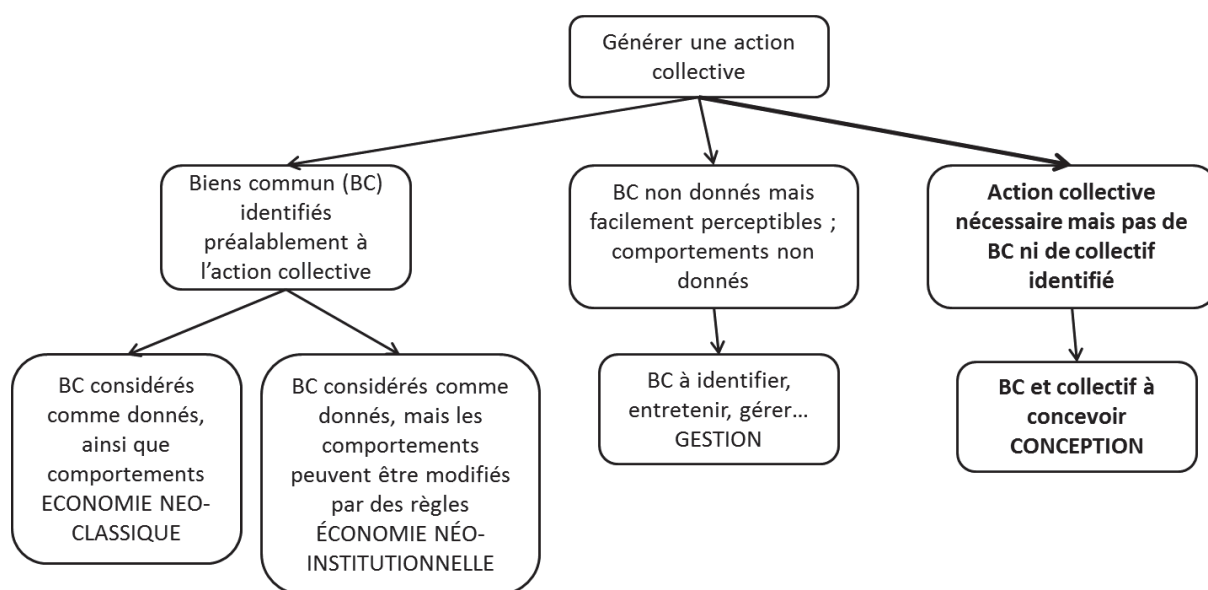 Générer une action
collective
Biens commun (BC)
identifiés
préalablement à
l’action collective
BC non donnés mais
facilement perceptibles ;
comportements non
donnés
Action collective
nécessaire mais pas de
BC ni de collectif
identifié
BC considérés
comme donnés,
ainsi que
comportements
ECONOMIE NEO-
CLASSIQUE
BC considérés comme
donnés, mais les
comportements
peuvent être modifiés
par des règles
ÉCONOMIE NÉO-
INSTITUTIONNELLE
BC à identifier,
entretenir, gérer...
GESTION
BC et collectif à
concevoir
CONCEPTION